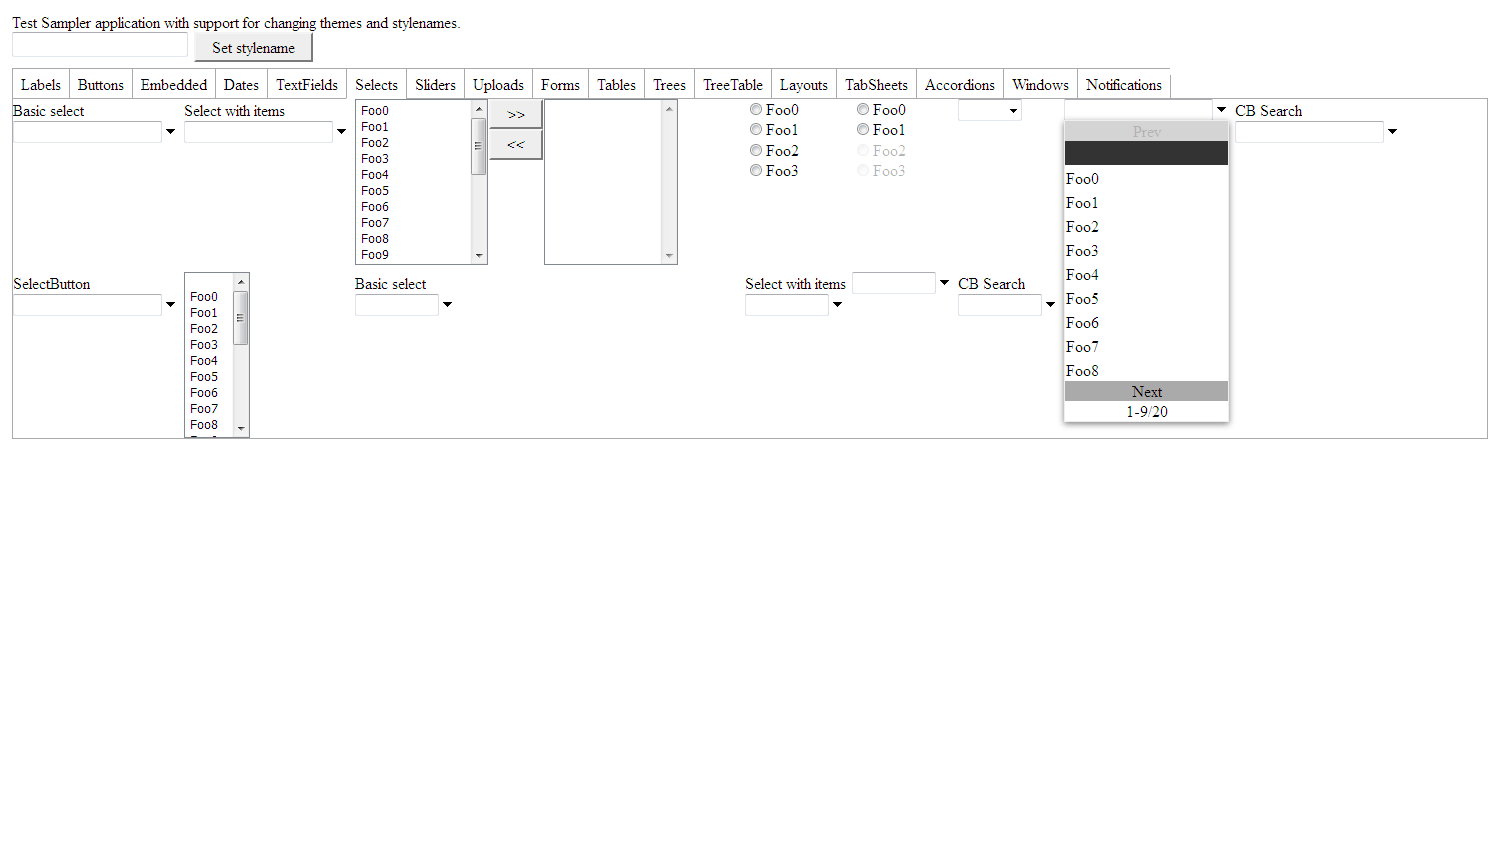 Test Sampler application with support for changing themes and stylenames.
Set stylename
Labels Buttons Embedded Dates TextFields Selects Sliders Uploads Forms Tables Trees TreeTable Layouts TabSheets Accordions Windows Notifications
Basic select
Select with items
Foo0
Foo1
Foo2
Foo3
Foo4
Foo5
Foo6
Foo7
Foo8
Foo9
>>
<<
Foo0
Foo1
Foo2
Foo3
Foo0
Foo1
Foo2
Foo3
Prev
Foo0
Foo1
Foo2
Foo3
Foo4
Foo5
Foo6
Foo7
Foo8
Next
1-9/20
CB Search
SelectButton
Foo0
Foo1
Foo2
Foo3
Foo4
Foo5
Foo6
Foo7
Foo8
Basic select
Select with items
CB Search